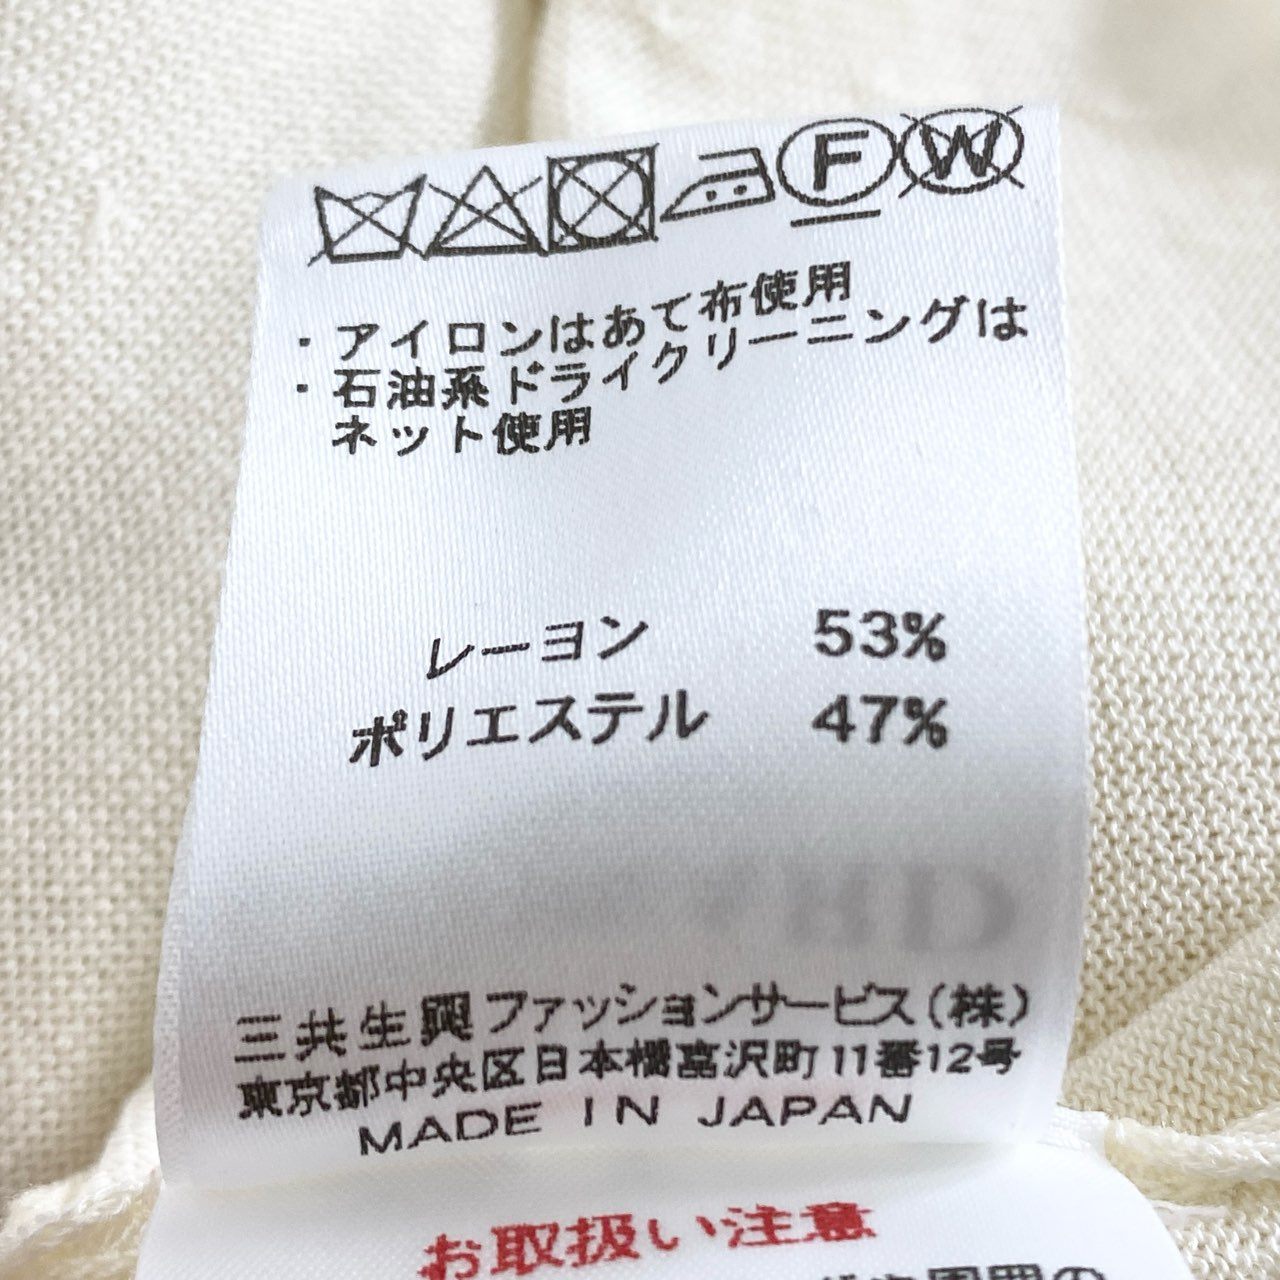 F W
・アイロンはあて布使用
・石油系ドライクリーニングは
ネット使用
レーヨン 53%
ポリエステル 47%
三共生興ファッションサービス(株)
東京都中央区日本橋富沢町11番12号
MADE IN JAPAN
お取扱い注意